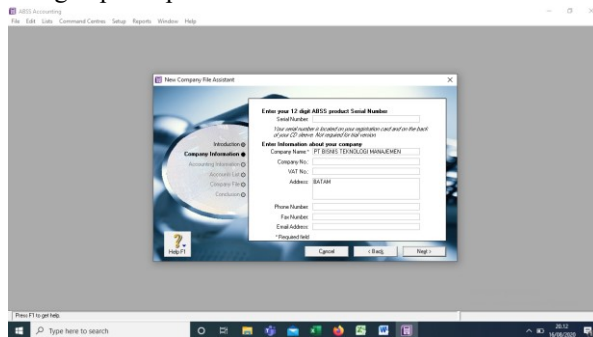 ABSS Accounting
File Edit Lists Command Centres Setup Reports Window Help
New Company File Assistant
Enter your 12 digit ABSS product Serial Number
Serial Number:
Your serial number is located on your registration card and on the back
of your CD sleeve. Not required for trial version.
Introduction
Enter Information about your company
Company Information
Company Name:* PT BISNIS TEKNOLOGI MANAJEMEN
Accounting Information
Company No.:
Accounts List
VAT No.:
Company File
Address: BATAM
Conclusion
Phone Number:
Fax Number:
Email Address:
*Required field
Help F1
Cancel
< Back
Next >
Press F1 to get help.
Type here to search
20.12
16/08/2020